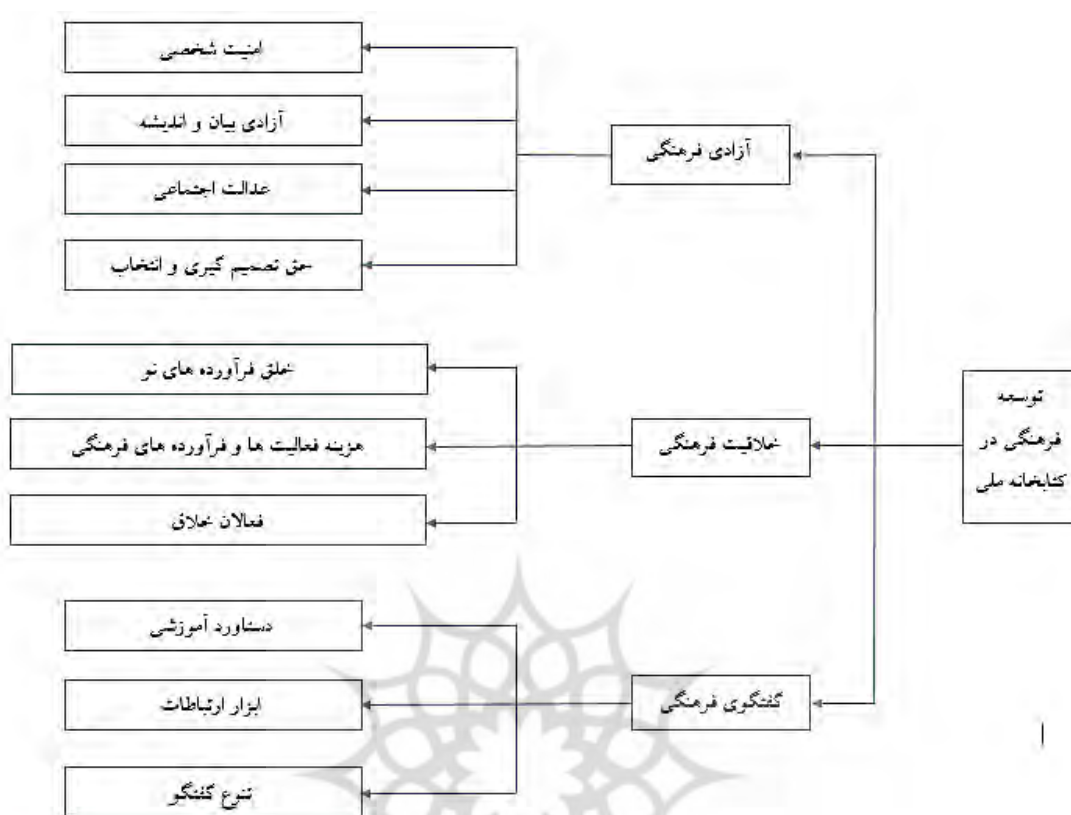 توسعه
فرهنگی در
کتابخانه ملی
آزادی فرهنگی
امنیت شخصی
آزادی بیان و اندیشه
عدالت اجتماعی
حق تصمیم گیری و انتخاب
خلاقیت فرهنگی
خلق فرآورده های نو
هزینه فعالیت ها و فرآورده های فرهنگی
فعالان خلاق
گفتگوی فرهنگی
دستاورد آموزشی
ابزار ارتباطات
تنوع گفتگو